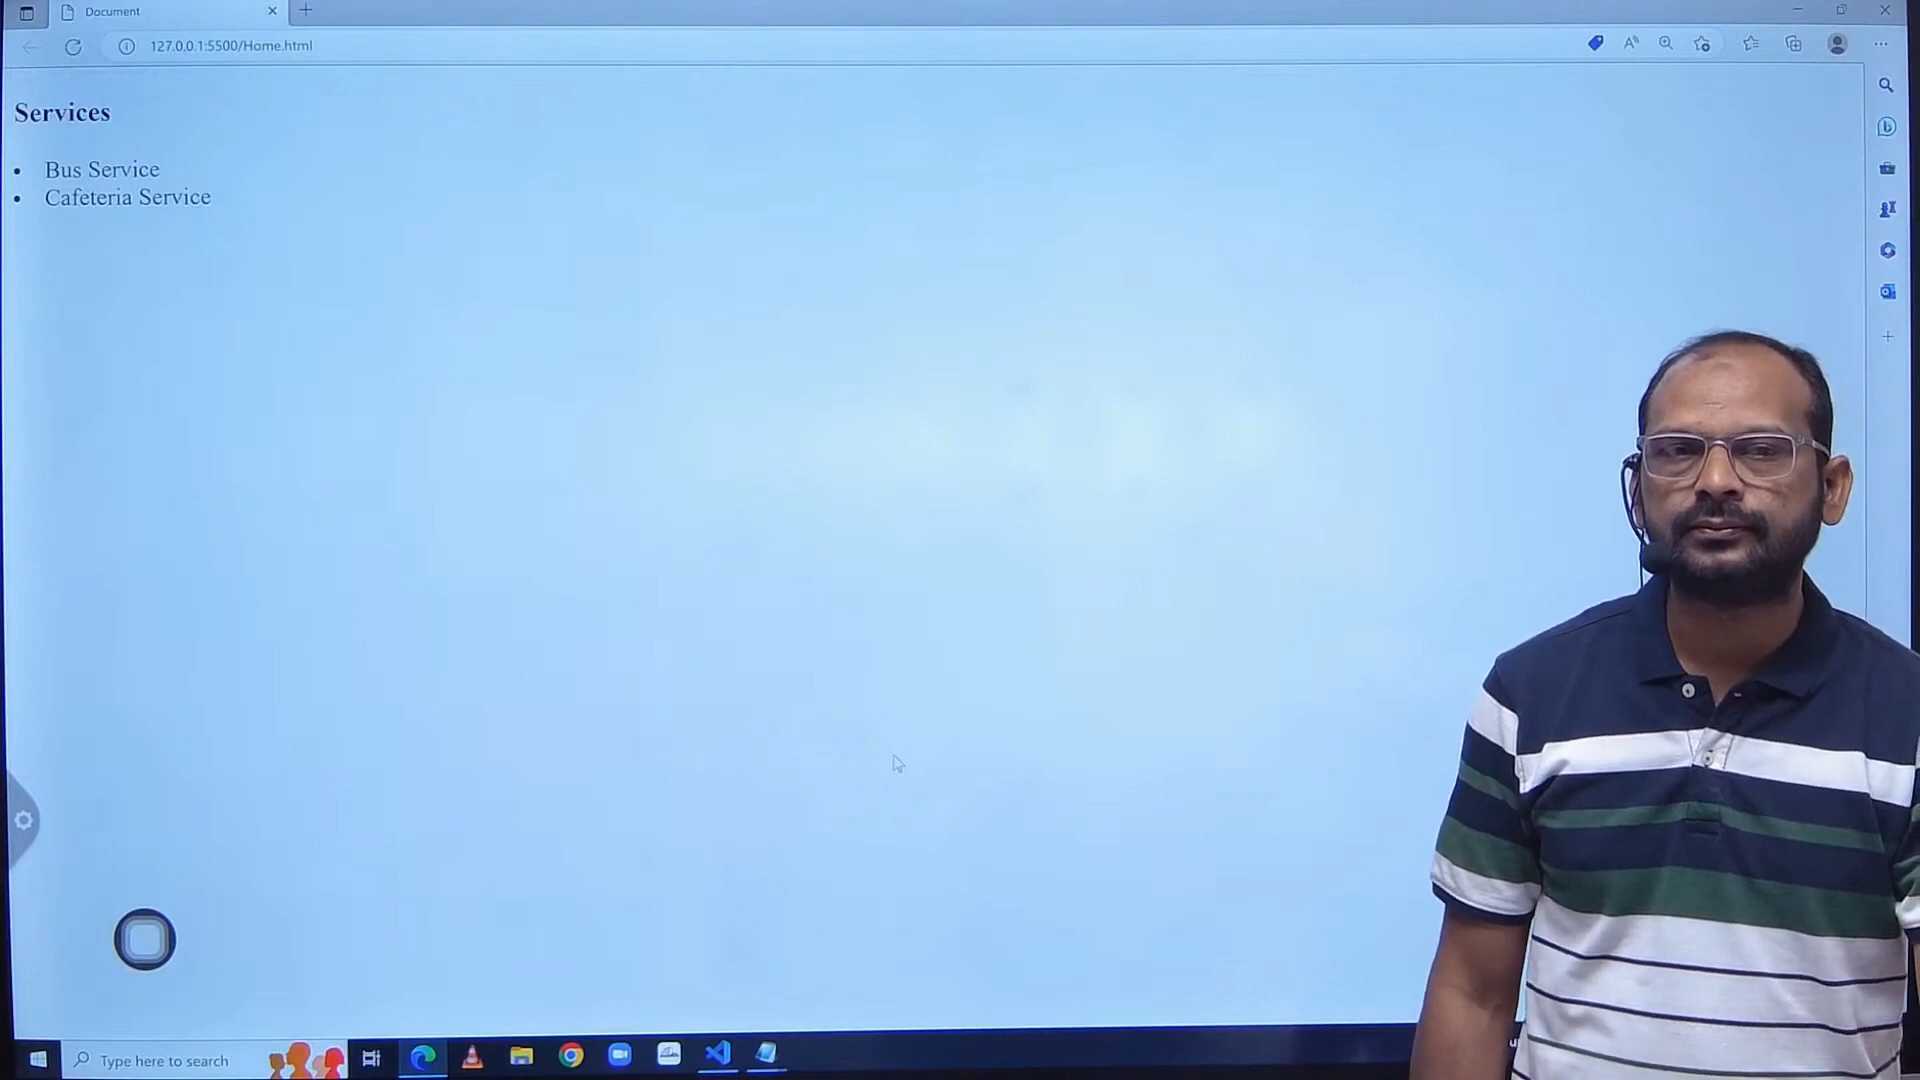 Document
127.0.0.1:5500/Home.html
Services
• Bus Service
• Cafeteria Service
Type here to search